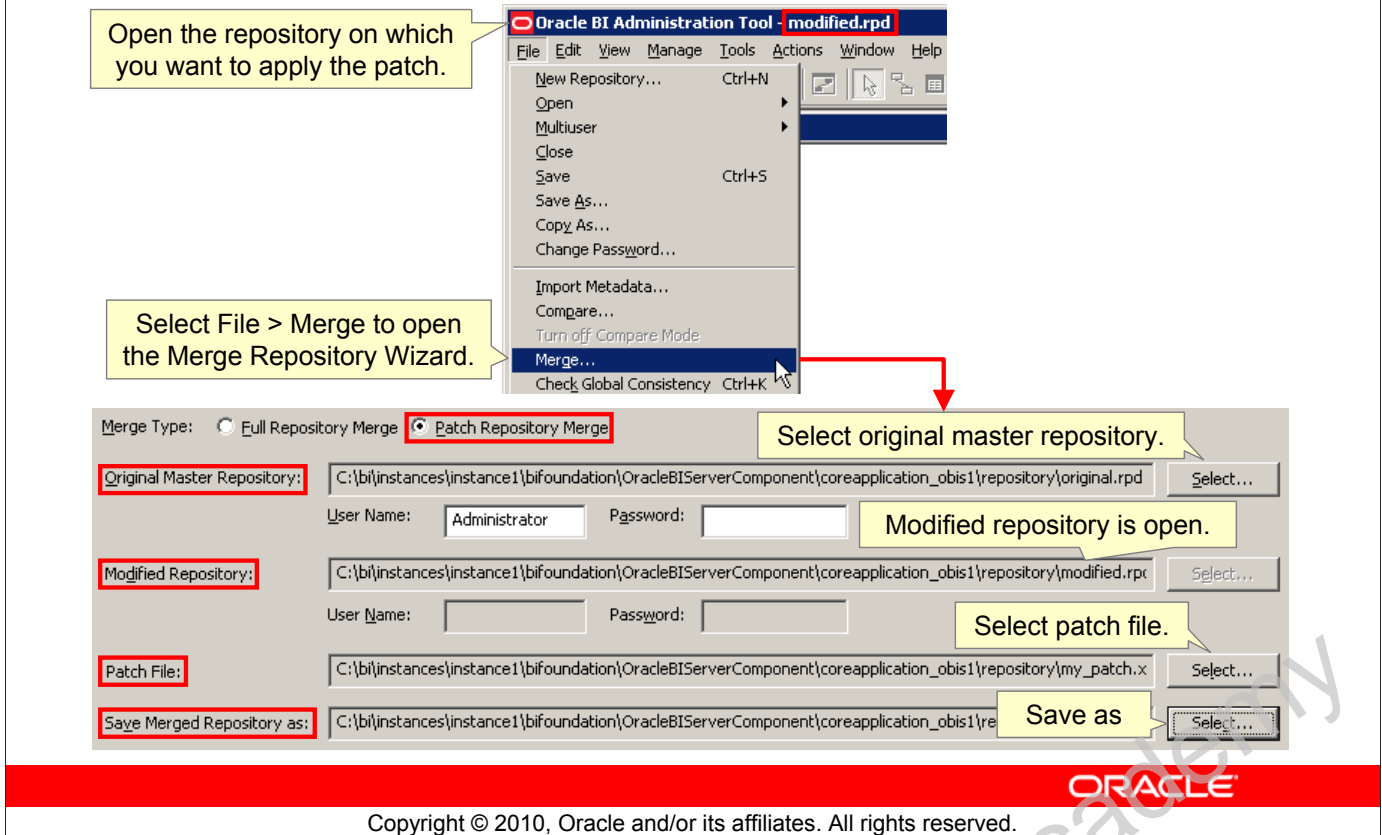 Open the repository on which
you want to apply the patch.
Oracle BI Administration Tool - modified.rpd
File Edit View Manage Tools Actions Window Help
New Repository... Ctrl+N
Open
Multiuser
Close
Save Ctrl+S
Save As...
Copy As...
Change Password...
Import Metadata...
Compare...
Turn off Compare Mode
Merge...
Check Global Consistency Ctrl+K
Select File > Merge to open
the Merge Repository Wizard.
Merge Type: Full Repository Merge Patch Repository Merge
Select original master repository.
Original Master Repository: C:\bi\instances\instance1\bifoundation\OracleBIServerComponent\coreapplication_obis1\repository\original.rpd Select...
User Name: Administrator Password:
Modified repository is open.
Modified Repository: C:\bi\instances\instance1\bifoundation\OracleBIServerComponent\coreapplication_obis1\repository\modified.rpd Select...
User Name: Password:
Select patch file.
Patch File: C:\bi\instances\instance1\bifoundation\OracleBIServerComponent\coreapplication_obis1\repository\my_patch.x Select...
Save Merged Repository as: C:\bi\instances\instance1\bifoundation\OracleBIServerComponent\coreapplication_obis1\re Save as Select...
ORACLE
Copyright © 2010, Oracle and/or its affiliates. All rights reserved.